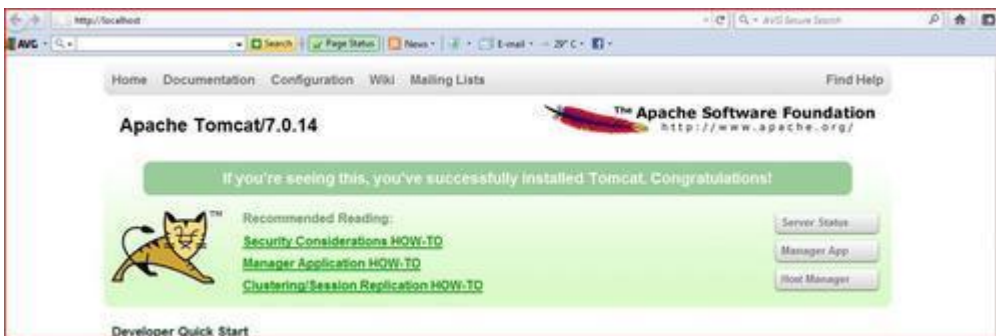 http://localhost
AVG Secure Search
AVG Search Page Status News E-mail 29° C
Home Documentation Configuration Wiki Mailing Lists Find Help
Apache Tomcat/7.0.14
The Apache Software Foundation
http://www.apache.org/
If you're seeing this, you've successfully installed Tomcat. Congratulations!
TM
Recommended Reading:
Security Considerations HOW-TO
Manager Application HOW-TO
Clustering/Session Replication HOW-TO
Server Status
Manager App
Host Manager
Developer Quick Start